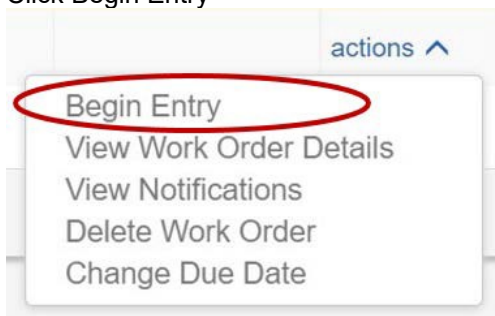 Click Begin Entry
actions
Begin Entry
View Work Order Details
View Notifications
Delete Work Order
Change Due Date